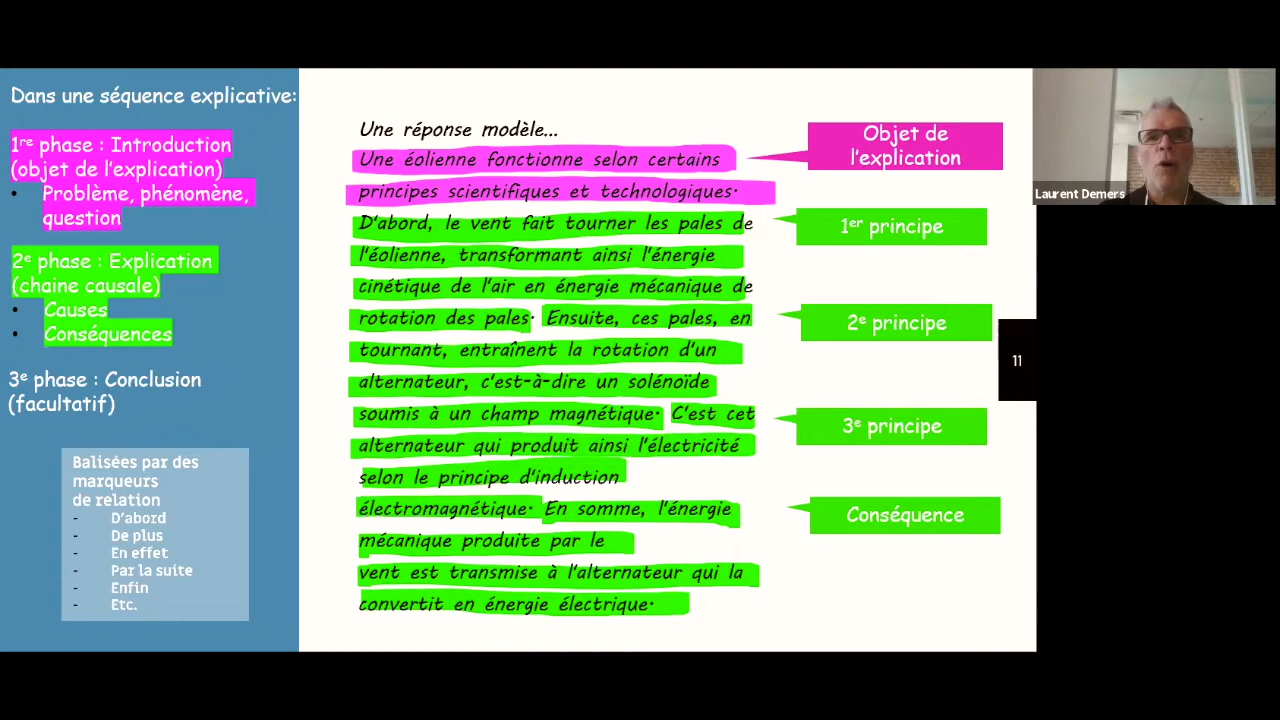 Dans une séquence explicative:
1re phase : Introduction
(objet de l'explication)
• Problème, phénomène,
question
2e phase : Explication
(chaine causale)
• Causes
• Conséquences
3e phase : Conclusion
(facultatif)
Balisées par des
marqueurs
de relation
- D'abord
- De plus
- En effet
- Par la suite
- Enfin
- Etc.
Une réponse modèle...
Une éolienne fonctionne selon certains
principes scientifiques et technologiques.
D'abord, le vent fait tourner les pales de
l'éolienne, transformant ainsi l'énergie
cinétique de l'air en énergie mécanique de
rotation des pales. Ensuite, ces pales, en
tournant, entraînent la rotation d'un
alternateur, c'est-à-dire un solénoïde
soumis à un champ magnétique. C'est cet
alternateur qui produit ainsi l'électricité
selon le principe d'induction
électromagnétique. En somme, l'énergie
mécanique produite par le
vent est transmise à l'alternateur qui la
convertit en énergie électrique.
Objet de
l'explication
1er principe
2e principe
3e principe
Conséquence
11
Laurent Demers